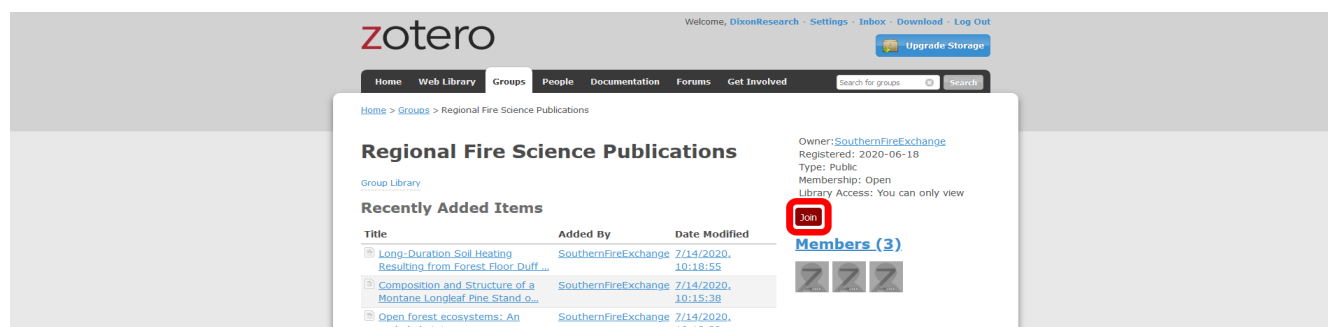 Welcome, DixonResearch · Settings · Inbox · Download · Log Out
zotero
Upgrade Storage
Home Web Library Groups People Documentation Forums Get Involved Search for groups Search
Home > Groups > Regional Fire Science Publications
Regional Fire Science Publications
Group Library
Recently Added Items
Title Added By Date Modified
Long-Duration Soil Heating SouthernFireExchange 7/14/2020,
Resulting from Forest Floor Duff ... 10:18:55
Composition and Structure of a SouthernFireExchange 7/14/2020,
Montane Longleaf Pine Stand o... 10:15:38
Open forest ecosystems: An SouthernFireExchange 7/14/2020,
Owner:SouthernFireExchange
Registered: 2020-06-18
Type: Public
Membership: Open
Library Access: You can only view
Join
Members (3)